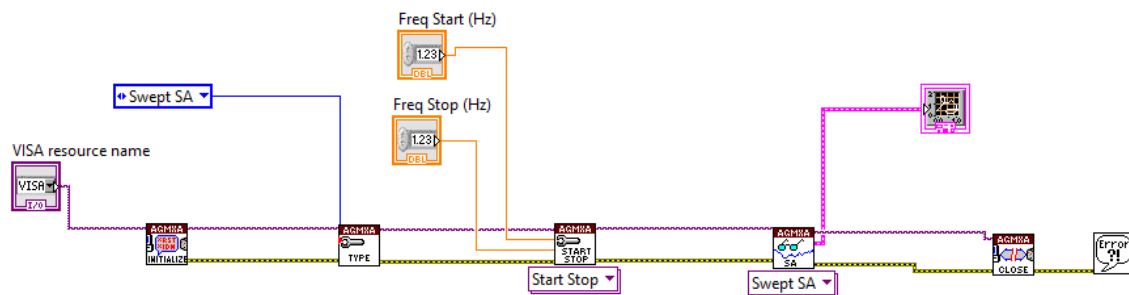 Freq Start (Hz)
1.23
DBL
Swept SA
Freq Stop (Hz)
1.23
DBL
VISA resource name
VISA
I/O
AGMXA
INITIALIZE
AGMXA
TYPE
AGMXA
START
STOP
Start Stop
AGMXA
SA
Swept SA
AGMXA
CLOSE
Error
?!